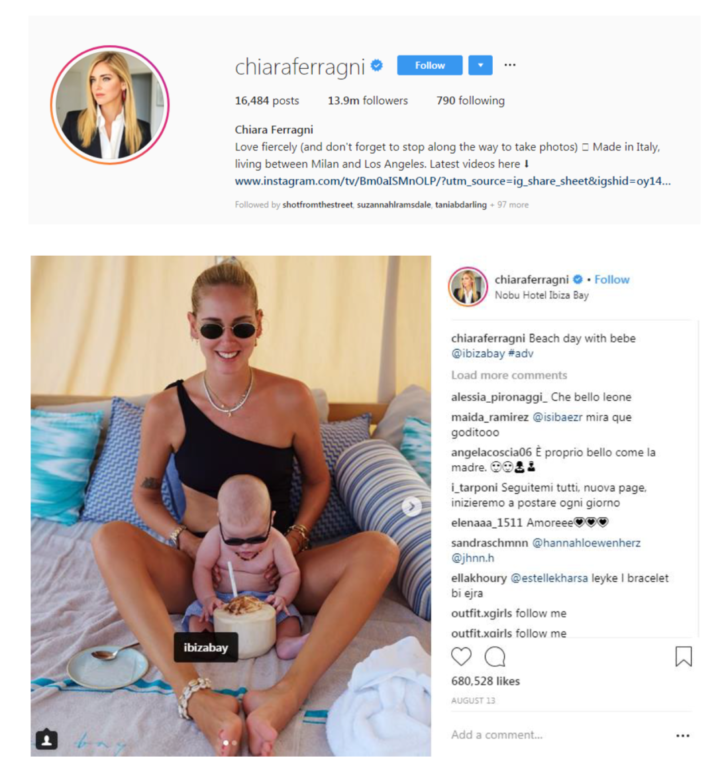 chiaraferragni Follow
16,484 posts 13.9m followers 790 following
Chiara Ferragni
Love fiercely (and don't forget to stop along the way to take photos) Made in Italy,
living between Milan and Los Angeles. Latest videos here ⬇
www.instagram.com/tv/Bm0aISMnOLP/?utm_source=ig_share_sheet&igshid=oy14...
Followed by shotfromthestreet, suzannahlramsdale, taniabdarling + 97 more
ibizabay
chiaraferragni • Follow
Nobu Hotel Ibiza Bay
chiaraferragni Beach day with bebe
@ibizabay #adv
Load more comments
alessia_pironaggi_ Che bello leone
maida_ramirez @isibaezr mira que
goditooo
angelacoscia06 È proprio bello come la
madre.
i_tarponi Seguitemi tutti, nuova page,
inizieremo a postare ogni giorno
elenaaa_1511 Amoreee
sandraschmnn @hannahloewenherz
@jhnn.h
ellakhoury @estellekharsa leyke l bracelet
bi ejra
outfit.xgirls follow me
outfit.xgirls follow me
680,528 likes
AUGUST 13
Add a comment...